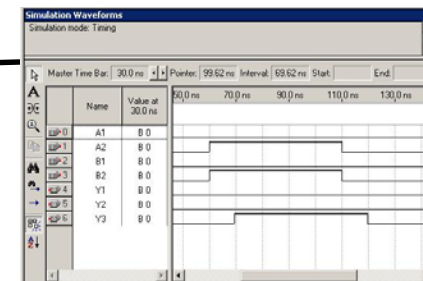 Simulation Waveforms
Simulation mode: Timing
Master Time Bar: 30.0 ns Pointer: 99.62 ns Interval: 69.62 ns Start: End:
Name Value at 30.0 ns 50.0 ns 70.0 ns 90.0 ns 110.0 ns 130.0 ns
0 A1 B 0
1 A2 B 0
2 B1 B 0
3 B2 B 0
4 Y1 B 0
5 Y2 B 0
6 Y3 B 0